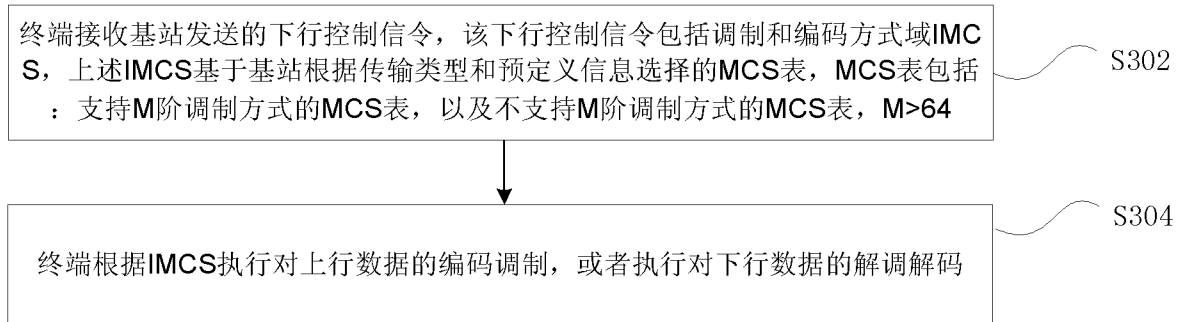 终端接收基站发送的下行控制信令，该下行控制信令包括调制和编码方式域IMC
S，上述IMCS基于基站根据传输类型和预定义信息选择的MCS表，MCS表包括
：支持M阶调制方式的MCS表，以及不支持M阶调制方式的MCS表，M>64
S302
终端根据IMCS执行对上行数据的编码调制，或者执行对下行数据的解调解码
S304